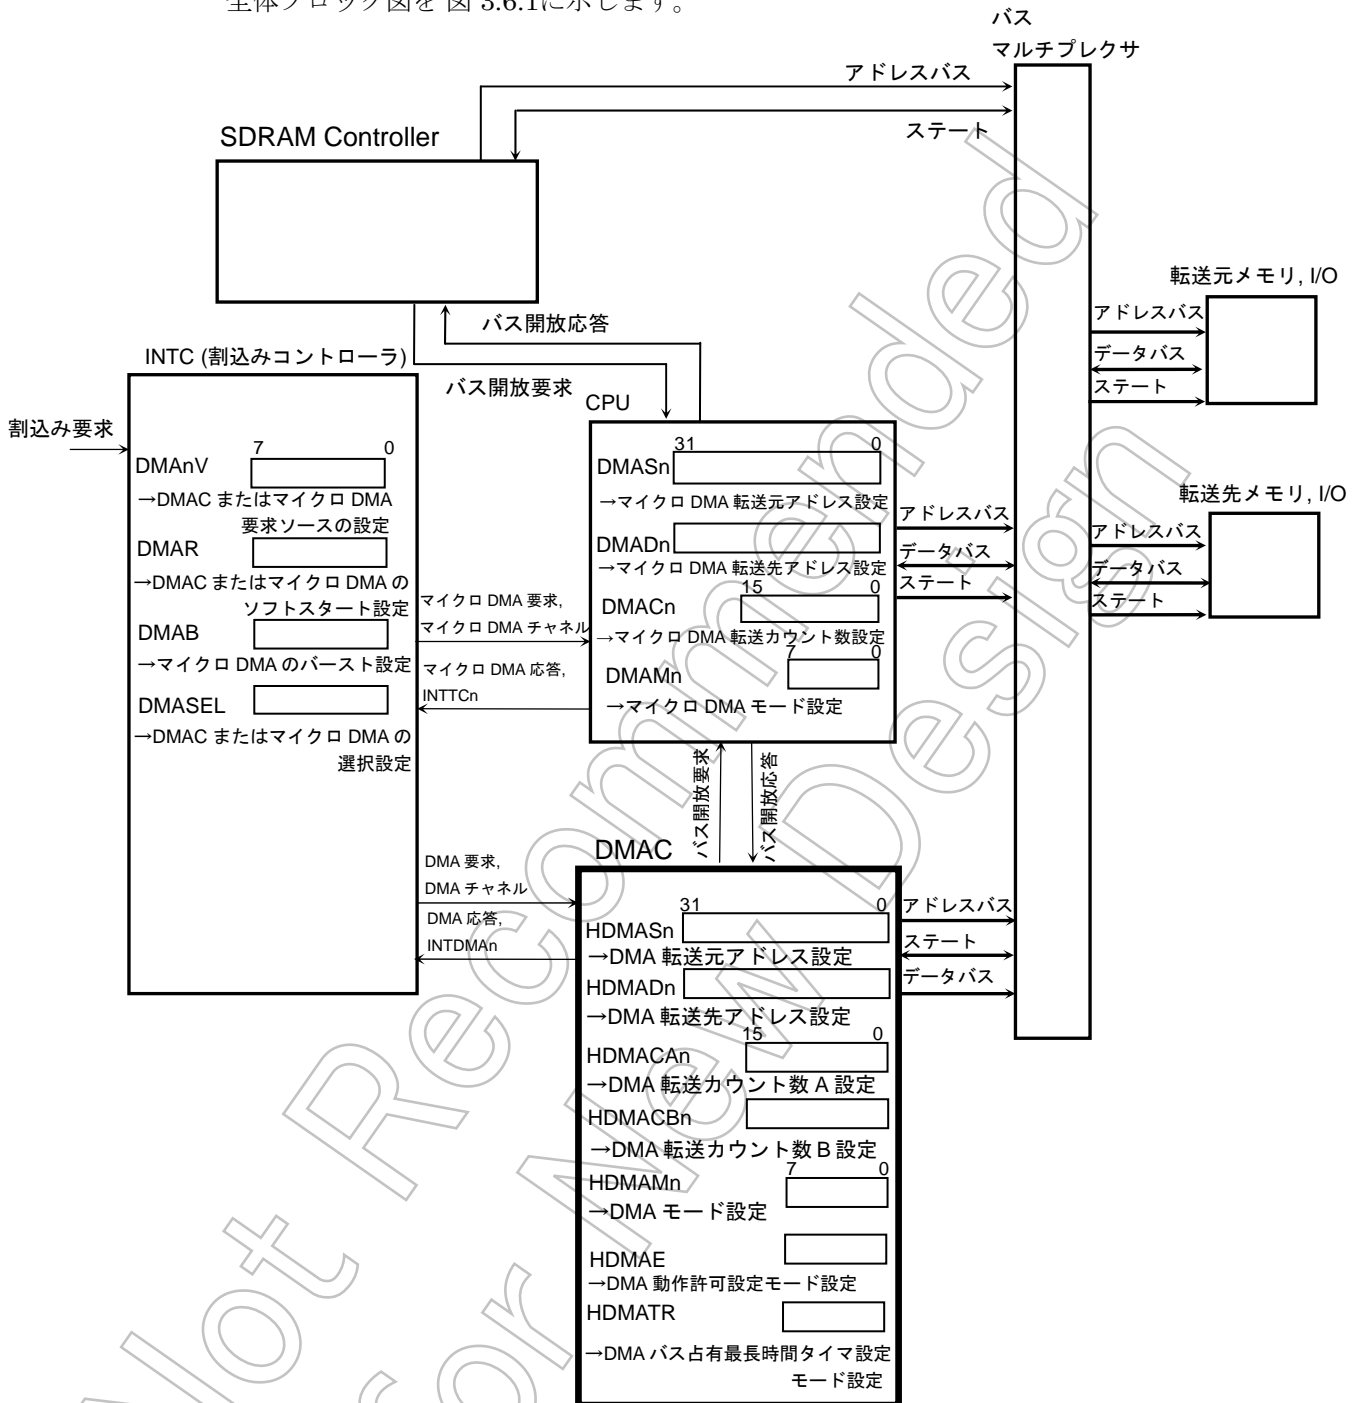 全体ブロック図を 図 3.6.1に示します。
バス
マルチプレクサ
アドレスバス
ステート
SDRAM Controller
バス開放応答
バス開放要求
転送元メモリ, I/O
アドレスバス
データバス
ステート
INTC (割込みコントローラ)
割込み要求
7 0
DMAnV
→DMAC またはマイクロ DMA
要求ソースの設定
DMAR
→DMAC またはマイクロ DMA の
ソフトスタート設定
DMAB
→マイクロ DMA のバースト設定
DMASEL
→DMAC またはマイクロ DMA の
選択設定
マイクロ DMA 要求,
マイクロ DMA チャネル
マイクロ DMA 応答,
INTTCn
CPU
31 0
DMASn
→マイクロ DMA 転送元アドレス設定
DMADn
→マイクロ DMA 転送先アドレス設定
15 0
DMACn
→マイクロ DMA 転送カウント数設定
7 0
DMAMn
→マイクロ DMA モード設定
アドレスバス
データバス
ステート
転送先メモリ, I/O
アドレスバス
データバス
ステート
バス開放要求
バス開放応答
DMAC
DMA 要求,
DMA チャネル
DMA 応答,
INTDMAn
31 0
HDMASn
→DMA 転送元アドレス設定
HDMADn
→DMA 転送先アドレス設定
15 0
HDMACAn
→DMA 転送カウント数 A 設定
HDMACBn
→DMA 転送カウント数 B 設定
7 0
HDMAMn
→DMA モード設定
HDMAE
→DMA 動作許可設定モード設定
HDMATR
→DMA バス占有最長時間タイマ設定
モード設定
アドレスバス
ステート
データバス
Not Recommended
for New Design